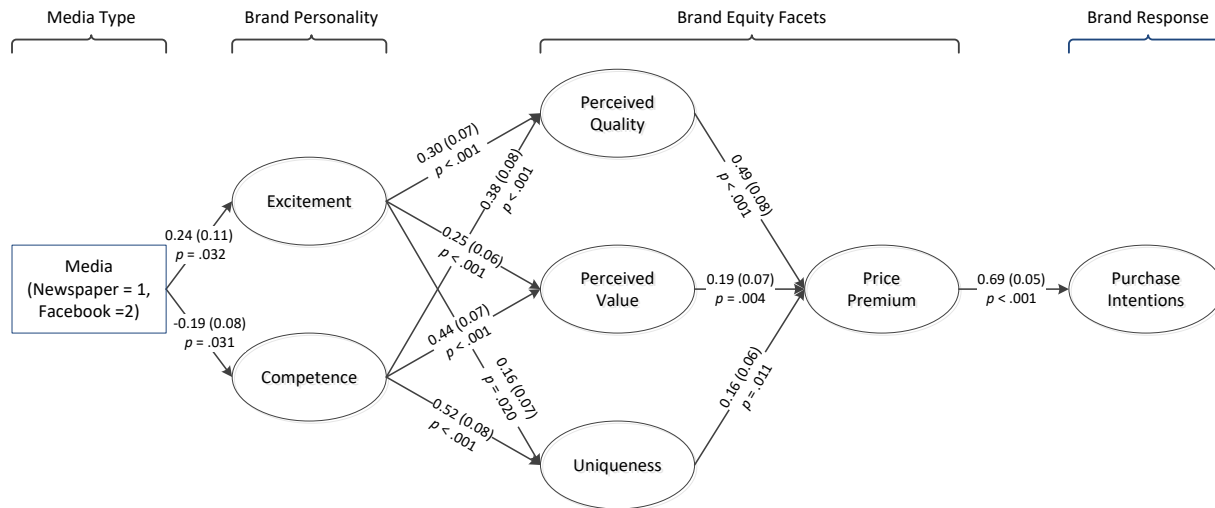 Media Type
Brand Personality
Brand Equity Facets
Brand Response
Media
(Newspaper = 1,
Facebook =2)
0.24 (0.11)
p = .032
-0.19 (0.08)
p = .031
Excitement
Competence
0.30 (0.07)
p < .001
0.38 (0.08)
p < .001
0.25 (0.06)
p < .001
0.44 (0.07)
p < .001
0.16 (0.07)
p = .020
0.52 (0.08)
p < .001
Perceived
Quality
Perceived
Value
Uniqueness
0.49 (0.08)
p < .001
0.19 (0.07)
p = .004
0.16 (0.06)
p = .011
Price
Premium
0.69 (0.05)
p < .001
Purchase
Intentions